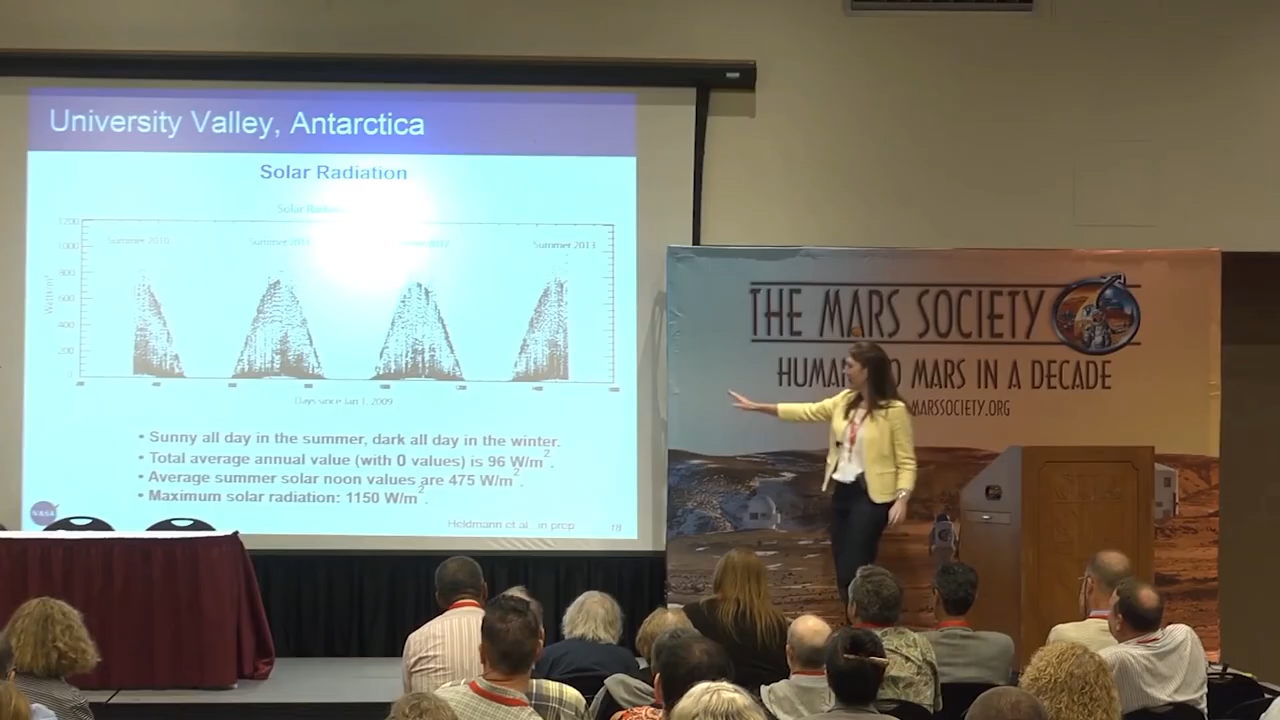 University Valley, Antarctica
Solar Radiation
1200
1000
800
600
400
200
0
Summer 2010
Summer
Summer 2013
Days since Jan 1, 2009
• Sunny all day in the summer, dark all day in the winter.
• Total average annual value (with 0 values) is 96 W/m².
• Average summer solar noon values are 475 W/m².
• Maximum solar radiation: 1150 W/m².
NASA
Heldmann et al., in prep
18
THE MARS SOCIETY
MARS IN A DECADE
MARSSOCIETY.ORG